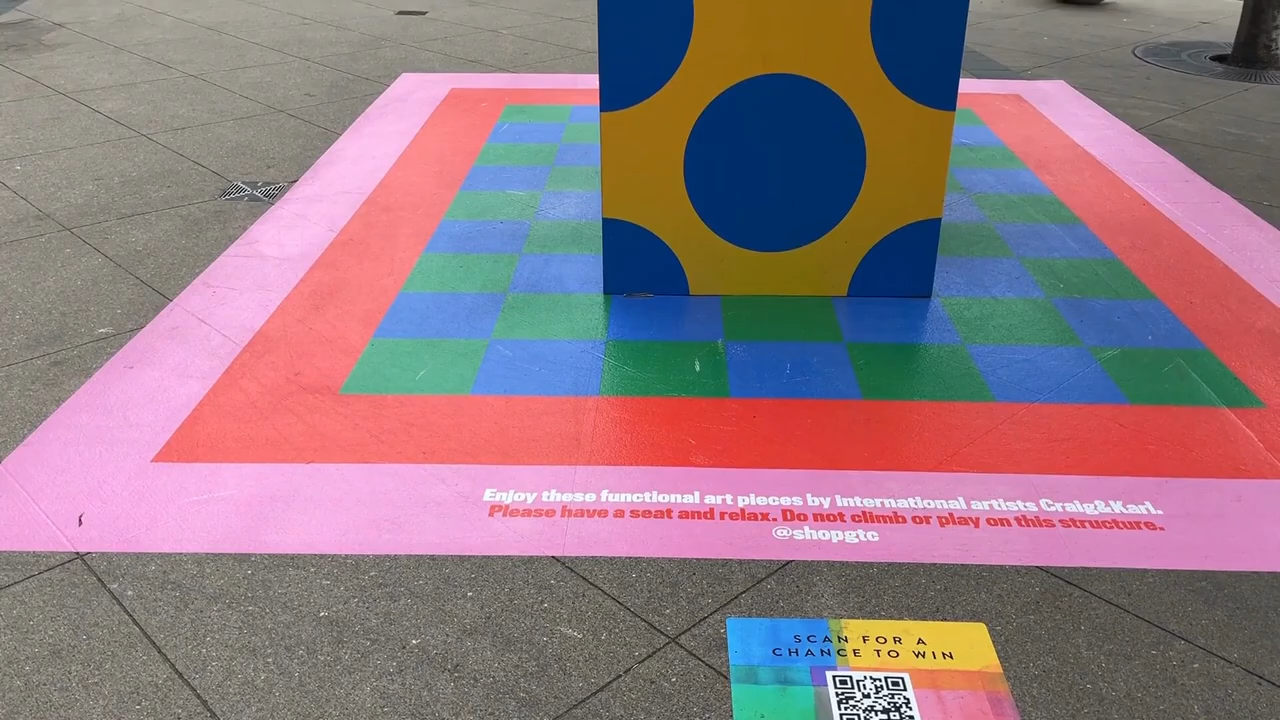 Enjoy these functional art pieces by International artists Craig&Karl.
Please have a seat and relax. Do not climb or play on this structure.
@shopgtc
SCAN FOR A
CHANCE TO WIN